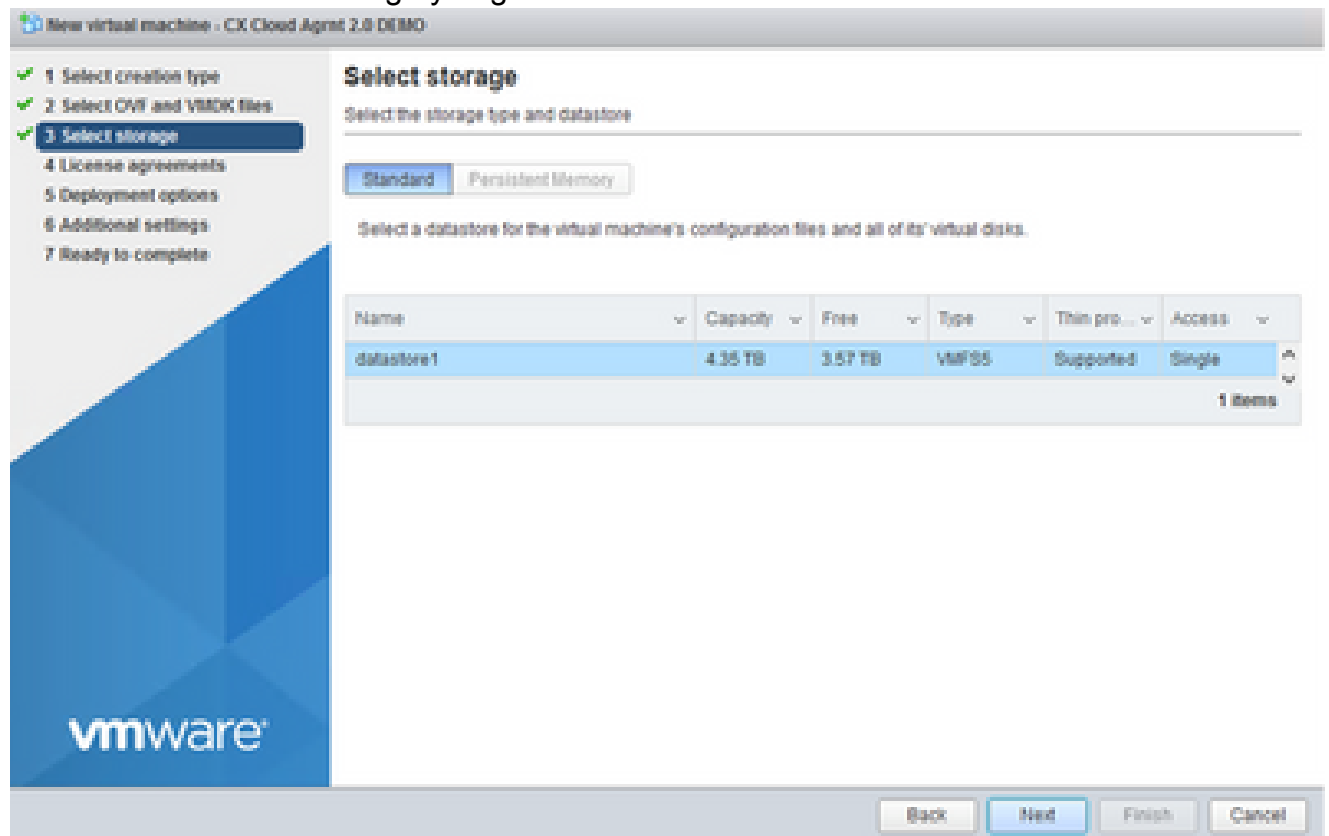 New virtual machine - CX Cloud Agrnt 2.0 DEMO
1 Select creation type
2 Select OVF and VMDK files
3 Select storage
4 License agreements
5 Deployment options
6 Additional settings
7 Ready to complete
vmware
Select storage
Select the storage type and datastore
Standard Persistent Memory
Select a datastore for the virtual machine's configuration files and all of its' virtual disks.
Name Capacity Free Type Thin pro... Access
datastore1 4.35 TB 3.57 TB VMFS5 Supported Single
1 items
Back Next Finish Cancel